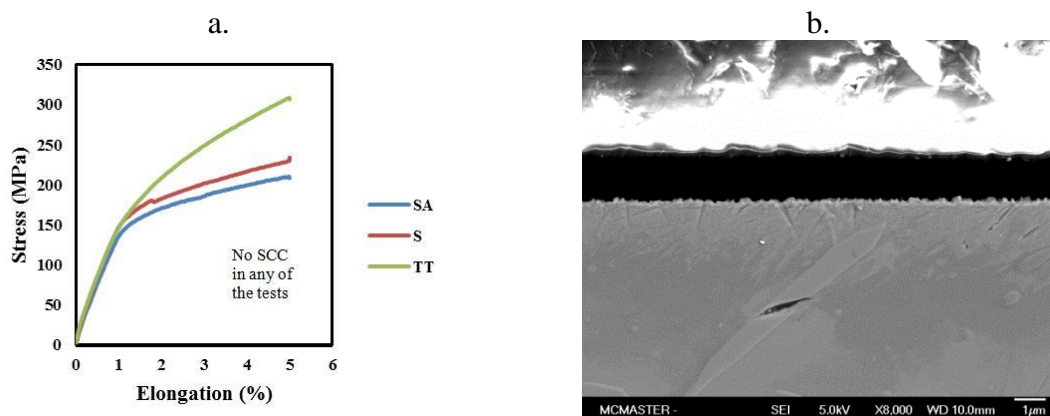 a.
b.
350
300
250
200
150
100
50
0
Stress (MPa)
SA
S
TT
No SCC
in any of
the tests
0 1 2 3 4 5 6
Elongation (%)
MCMASTER - SEI 5.0kV X8,000 WD 10.0mm 1µm